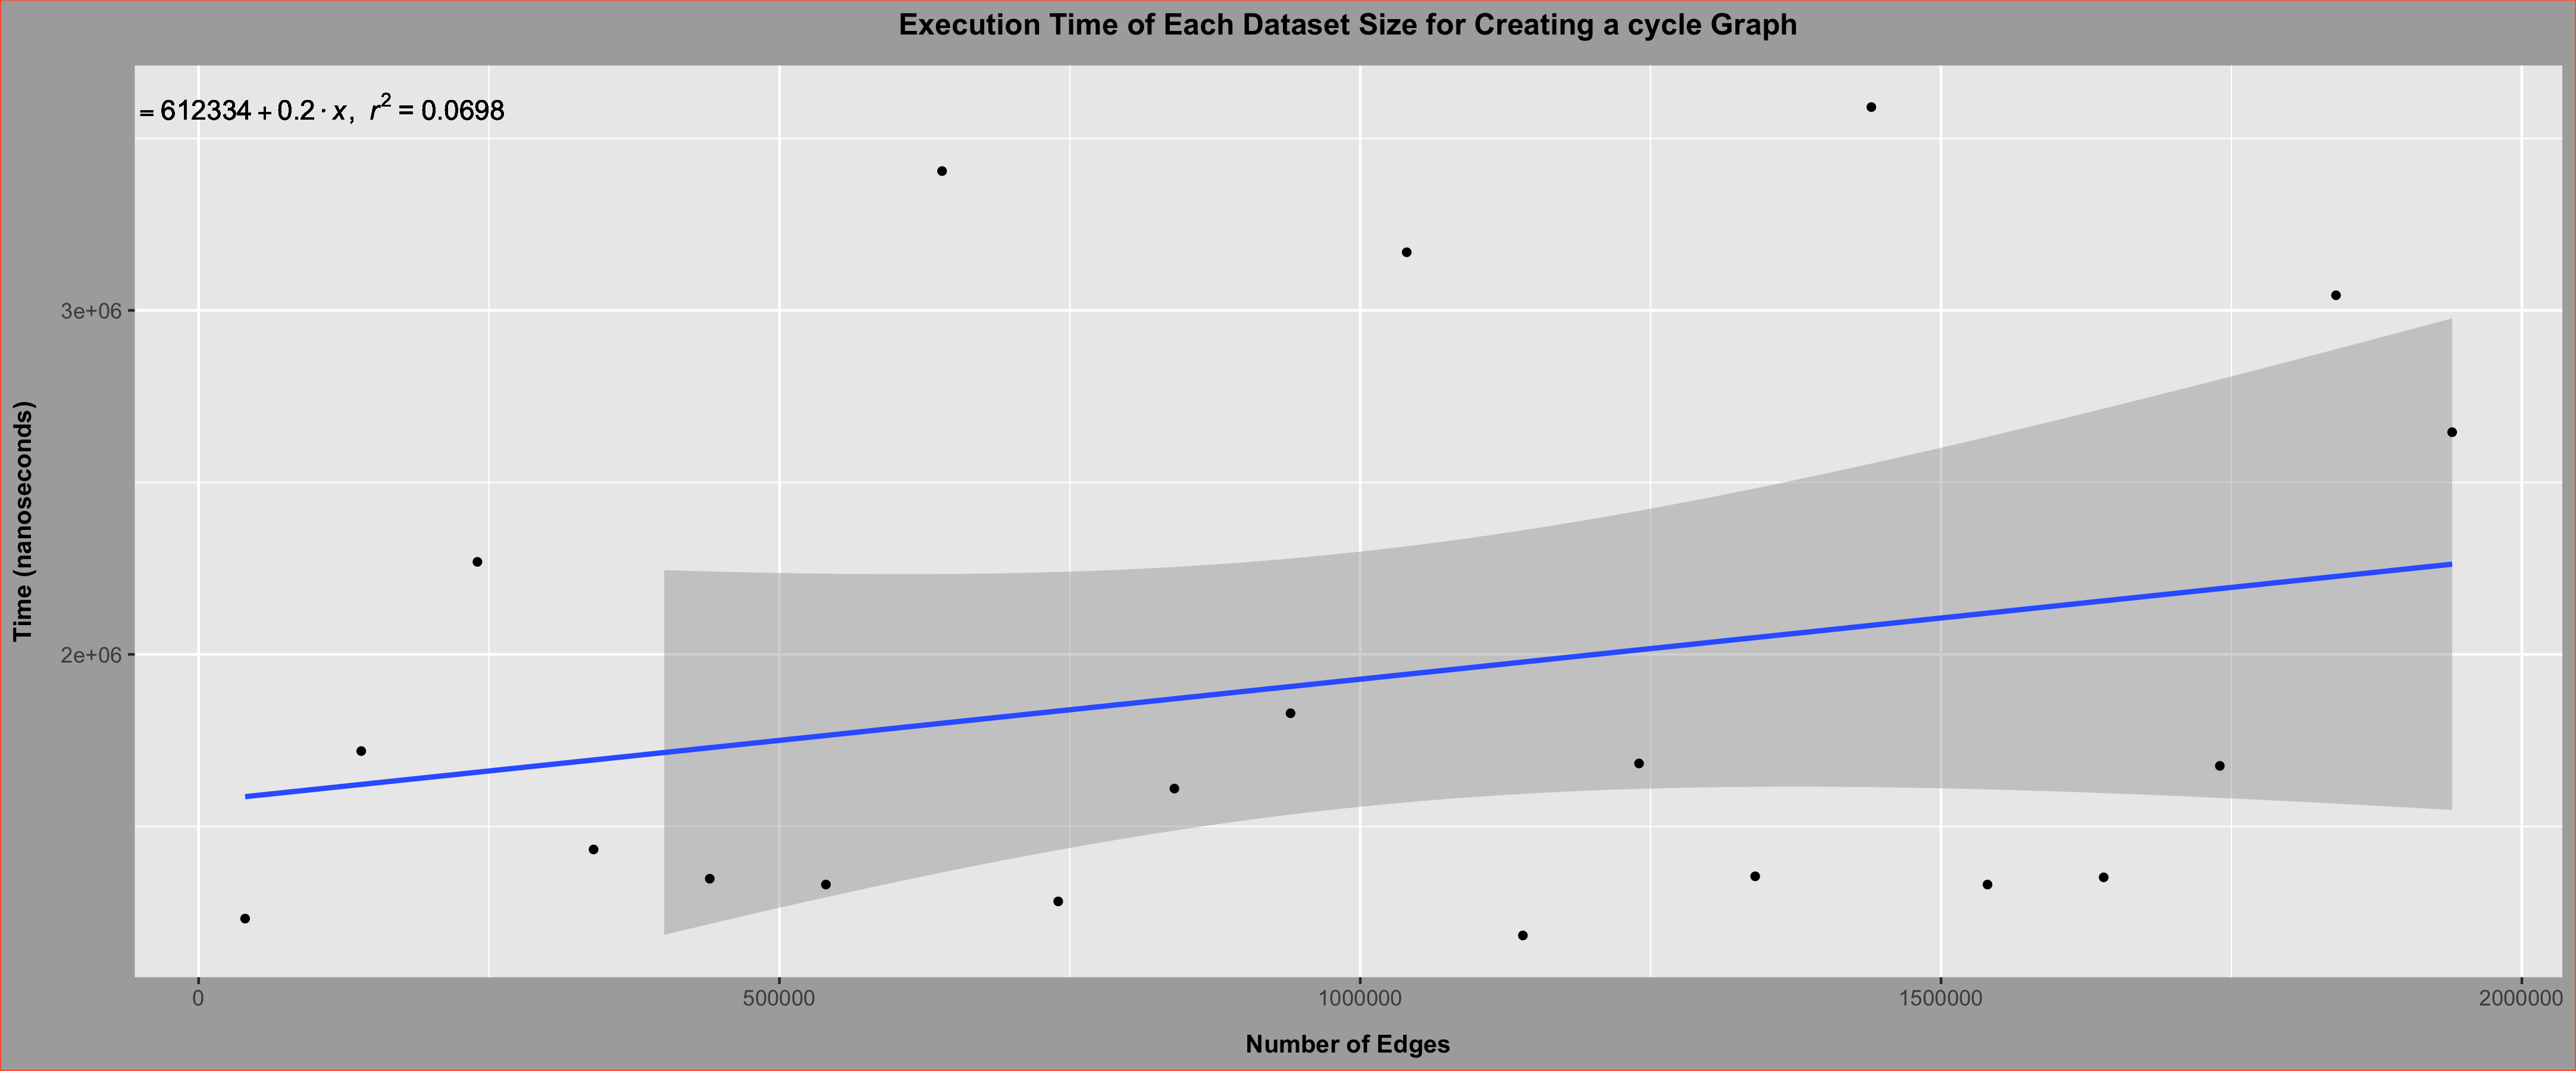 Execution Time of Each Dataset Size for Creating a cycle Graph
= 612334 + 0.2 · x, r² = 0.0698
3e+06
2e+06
Time (nanoseconds)
0 500000 1000000 1500000 2000000
Number of Edges